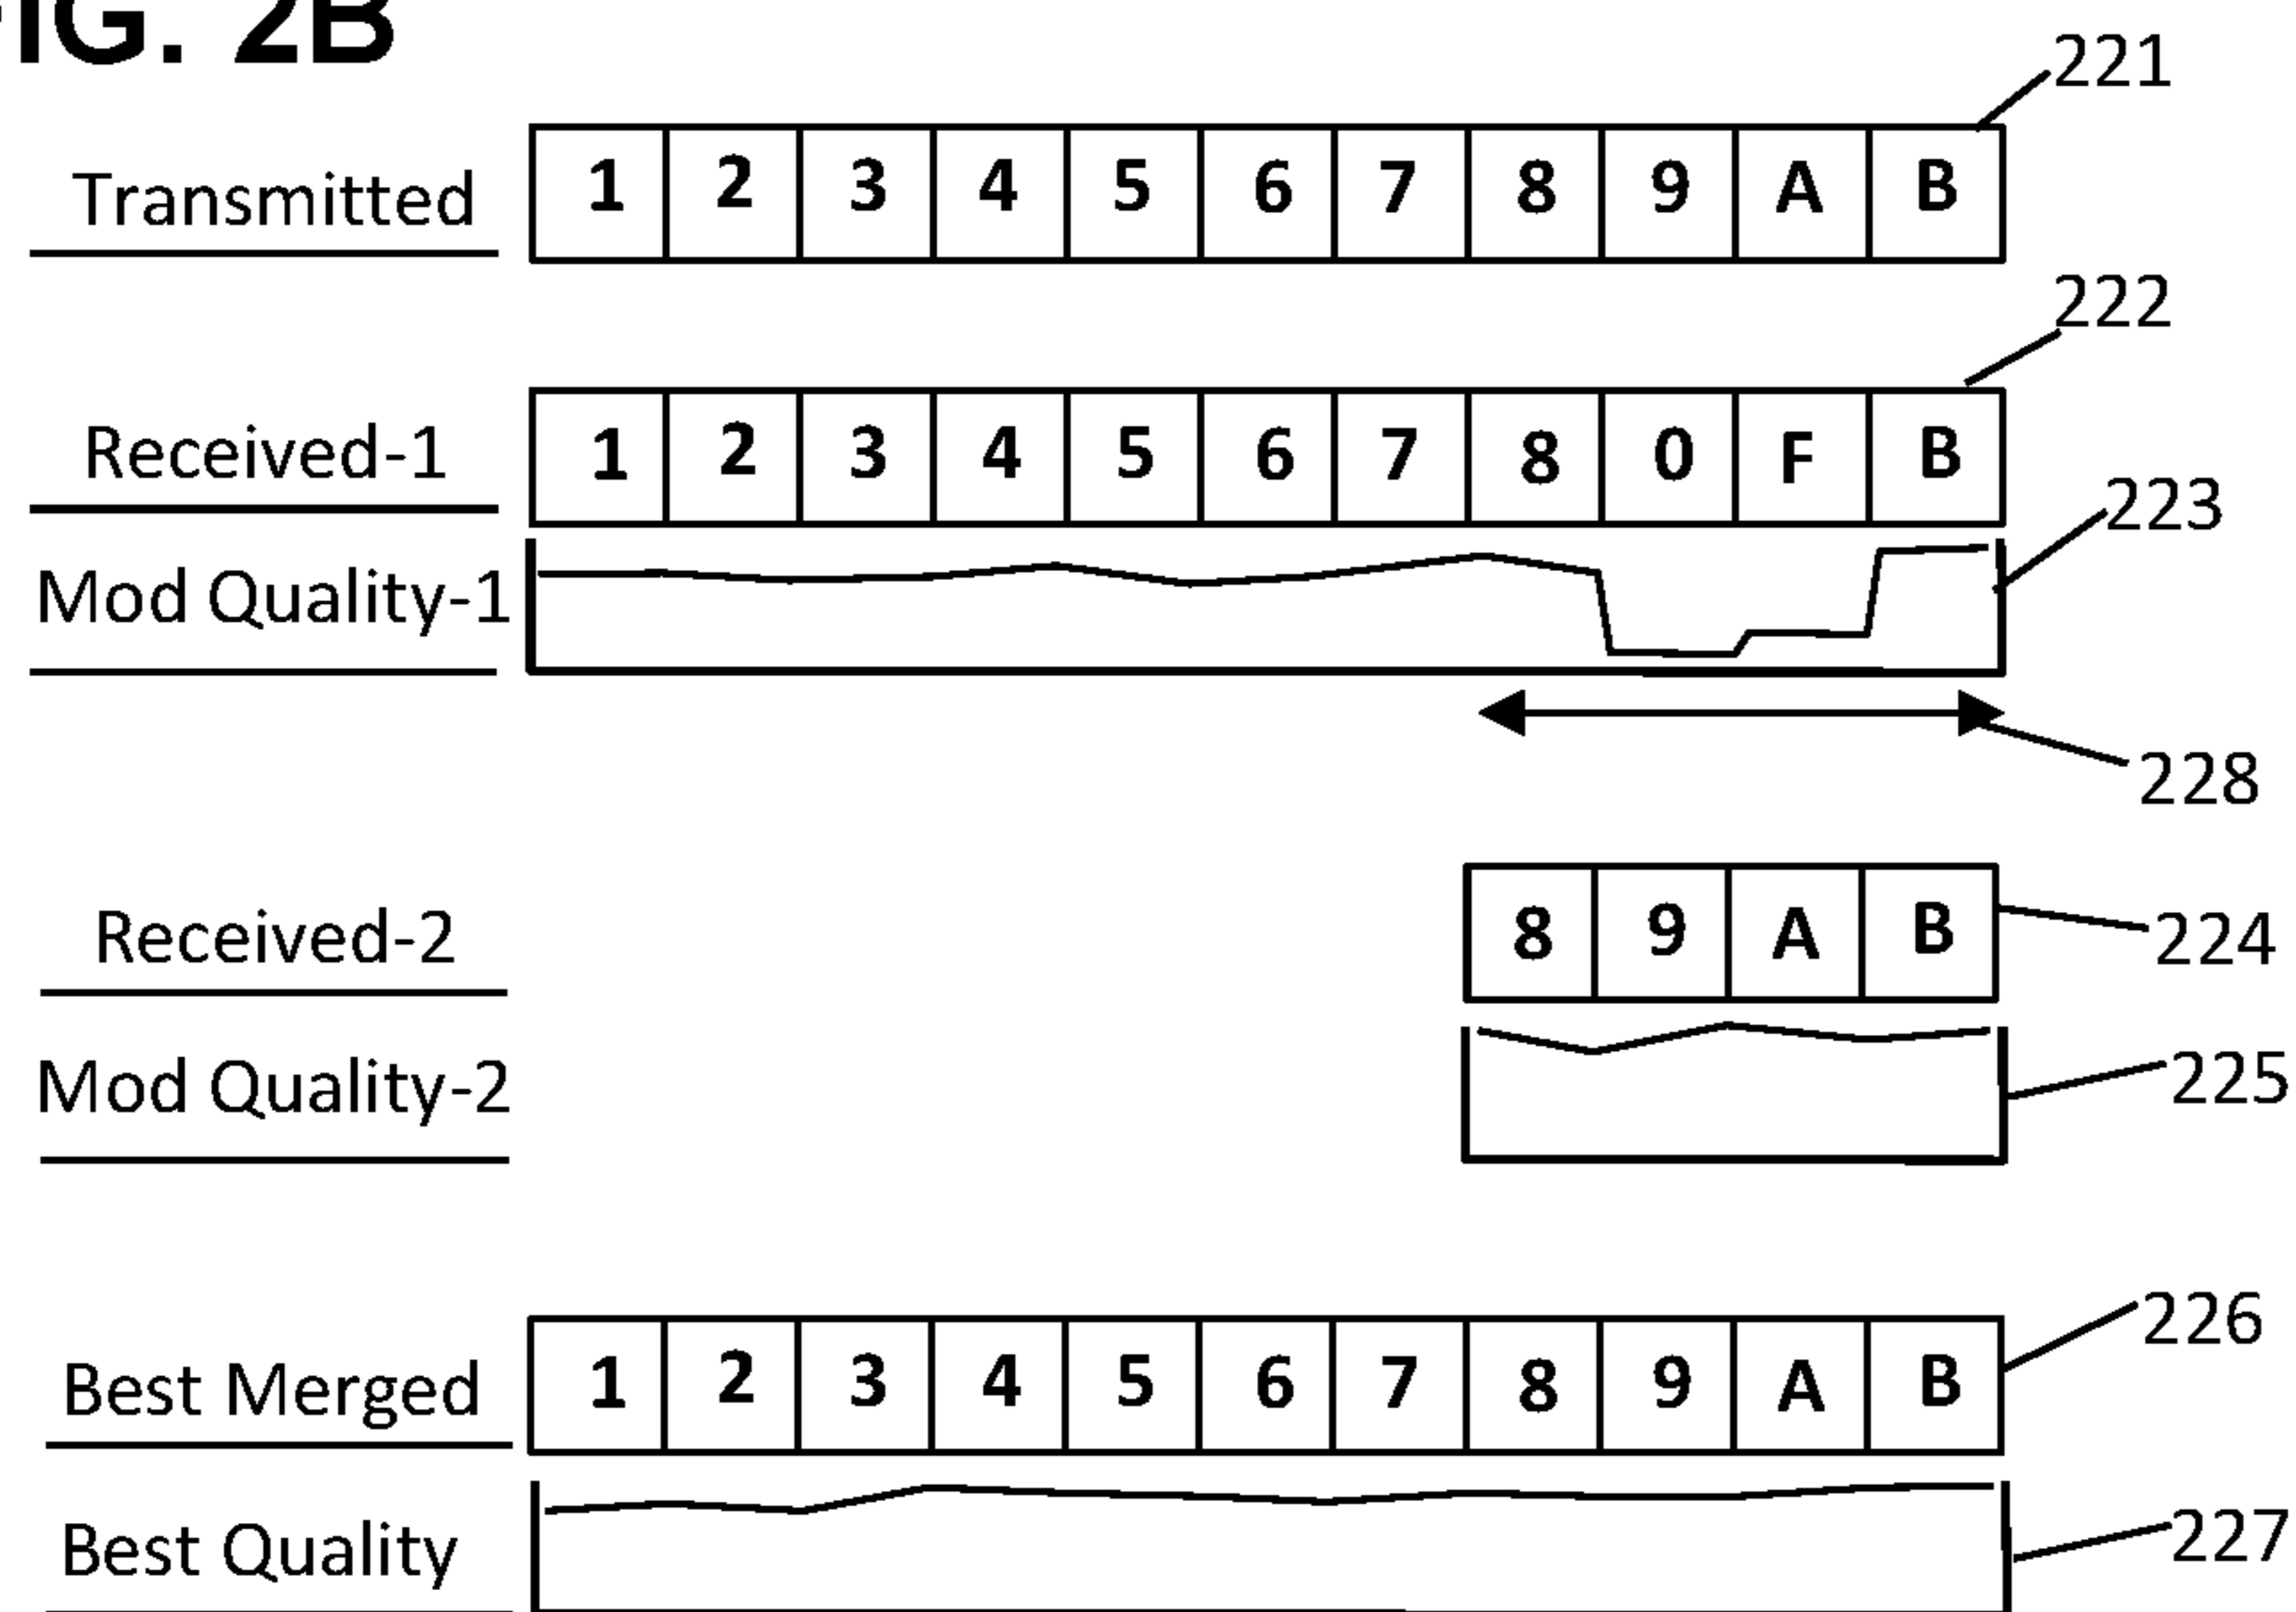 FIG. 2B
221
Transmitted 1 2 3 4 5 6 7 8 9 A B
222
Received-1 1 2 3 4 5 6 7 8 0 F B
223
Mod Quality-1
228
Received-2 8 9 A B 224
Mod Quality-2 225
226
Best Merged 1 2 3 4 5 6 7 8 9 A B
Best Quality 227